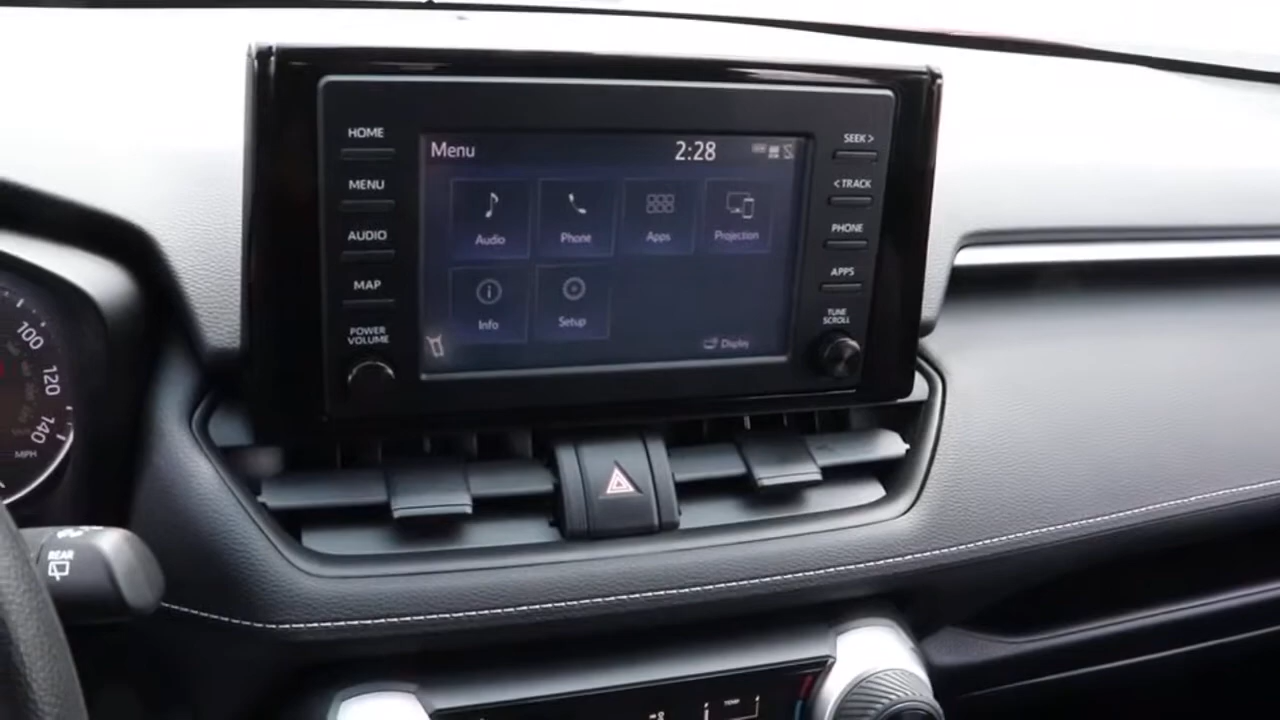 HOME
MENU
AUDIO
MAP
POWER
VOLUME
Menu
2:28
Audio
Phone
Apps
Projection
Info
Setup
Display
SEEK >
< TRACK
PHONE
APPS
TUNE
SCROLL
100
120
140
MPH
REAR
TEMP